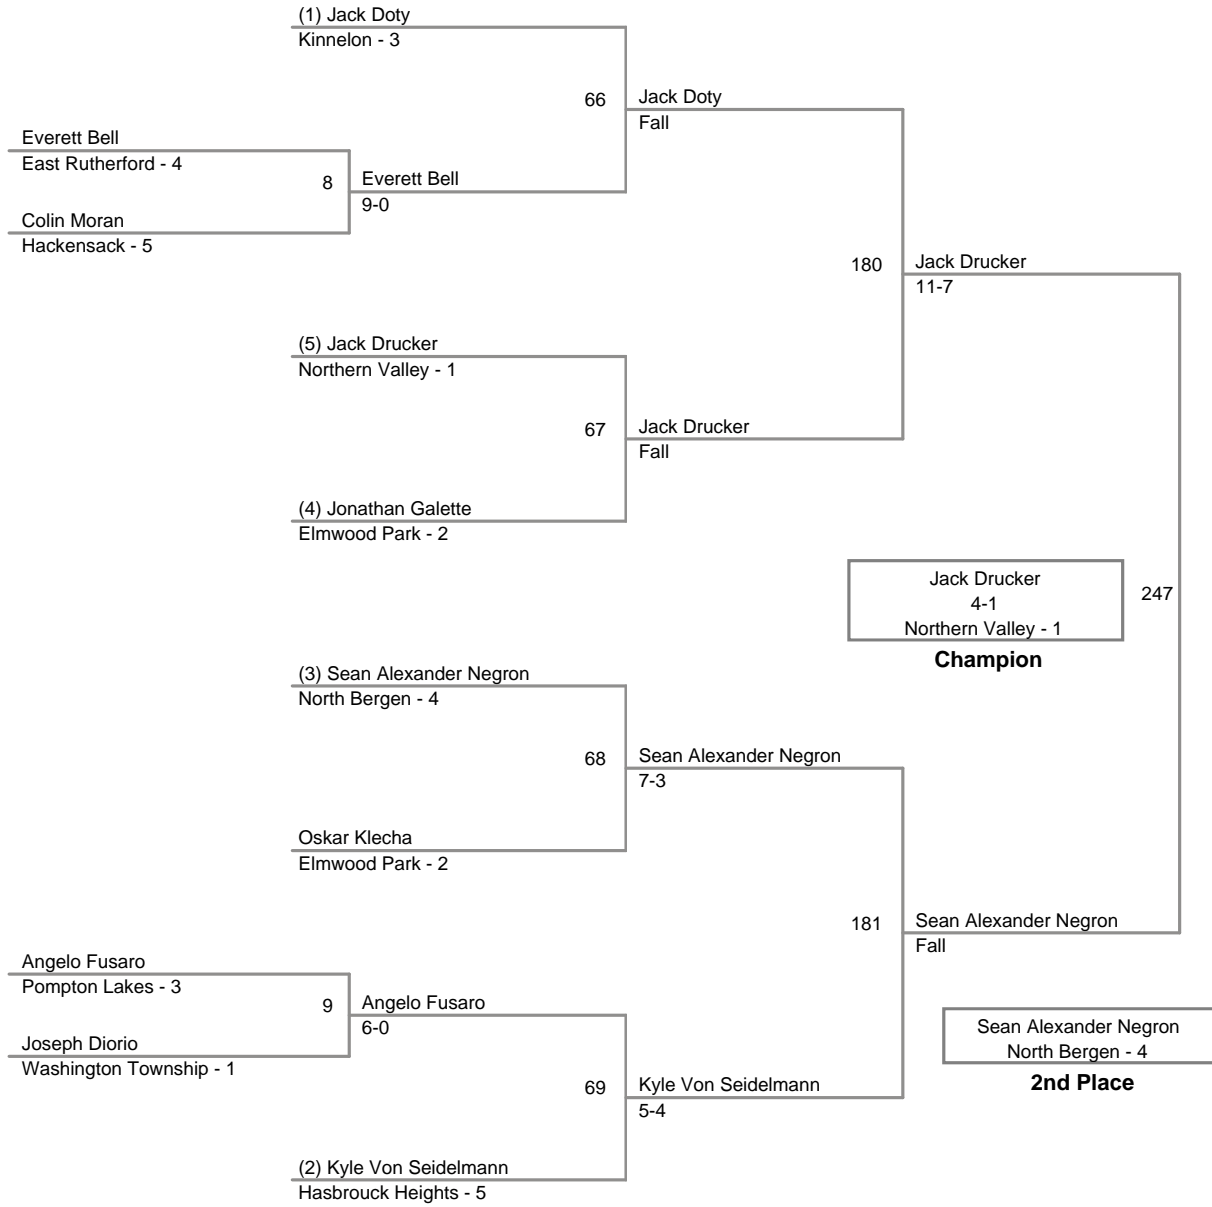 (1) Jack Doty
Kinnelon - 3
66
Jack Doty
Fall
Everett Bell
East Rutherford - 4
8
Everett Bell
9-0
Colin Moran
Hackensack - 5
180
Jack Drucker
11-7
(5) Jack Drucker
Northern Valley - 1
67
Jack Drucker
Fall
(4) Jonathan Galette
Elmwood Park - 2
Jack Drucker
4-1
Northern Valley - 1
Champion
247
(3) Sean Alexander Negron
North Bergen - 4
68
Sean Alexander Negron
7-3
Oskar Klecha
Elmwood Park - 2
181
Sean Alexander Negron
Fall
Angelo Fusaro
Pompton Lakes - 3
9
Angelo Fusaro
6-0
Joseph Diorio
Washington Township - 1
Sean Alexander Negron
North Bergen - 4
2nd Place
69
Kyle Von Seidelmann
5-4
(2) Kyle Von Seidelmann
Hasbrouck Heights - 5